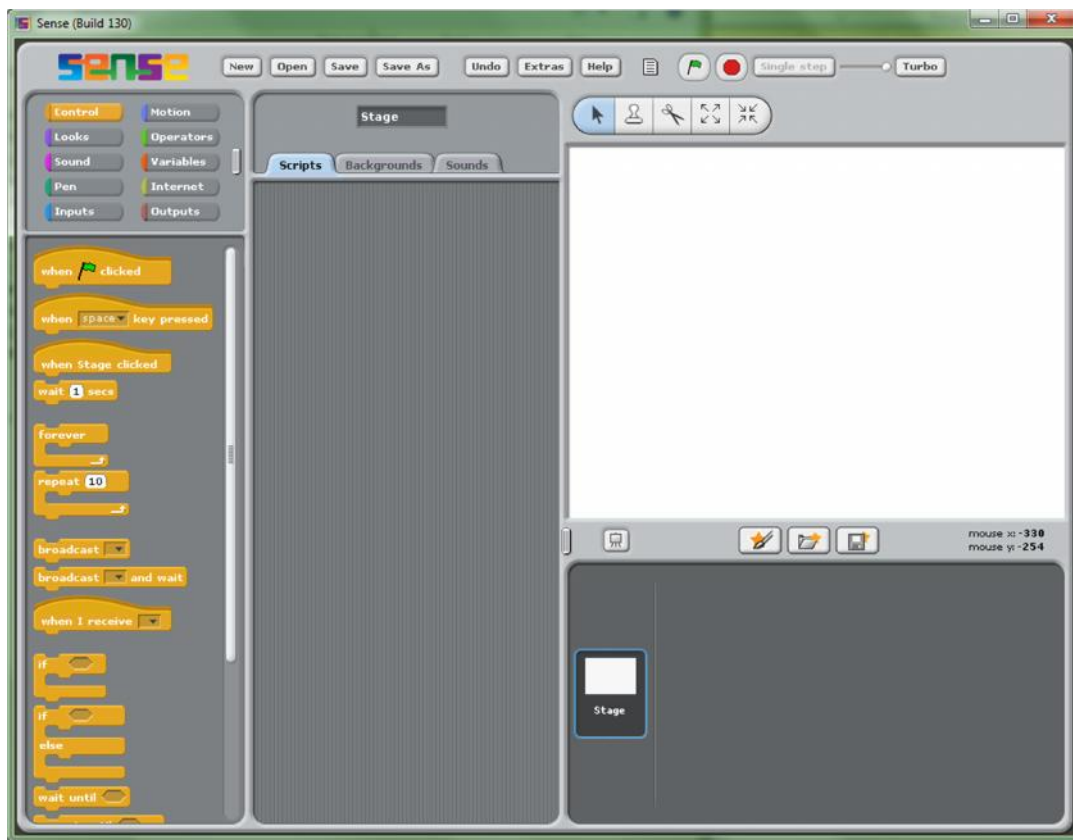 Sense (Build 130)
sense
New Open Save Save As Undo Extras Help Single step Turbo
Control Motion
Looks Operators
Sound Variables
Pen Internet
Inputs Outputs
Stage
Scripts Backgrounds Sounds
when clicked
when space key pressed
when Stage clicked
wait 1 secs
forever
repeat 10
broadcast
broadcast and wait
when I receive
if
if
else
wait until
mouse x: -330
mouse y: -254
Stage